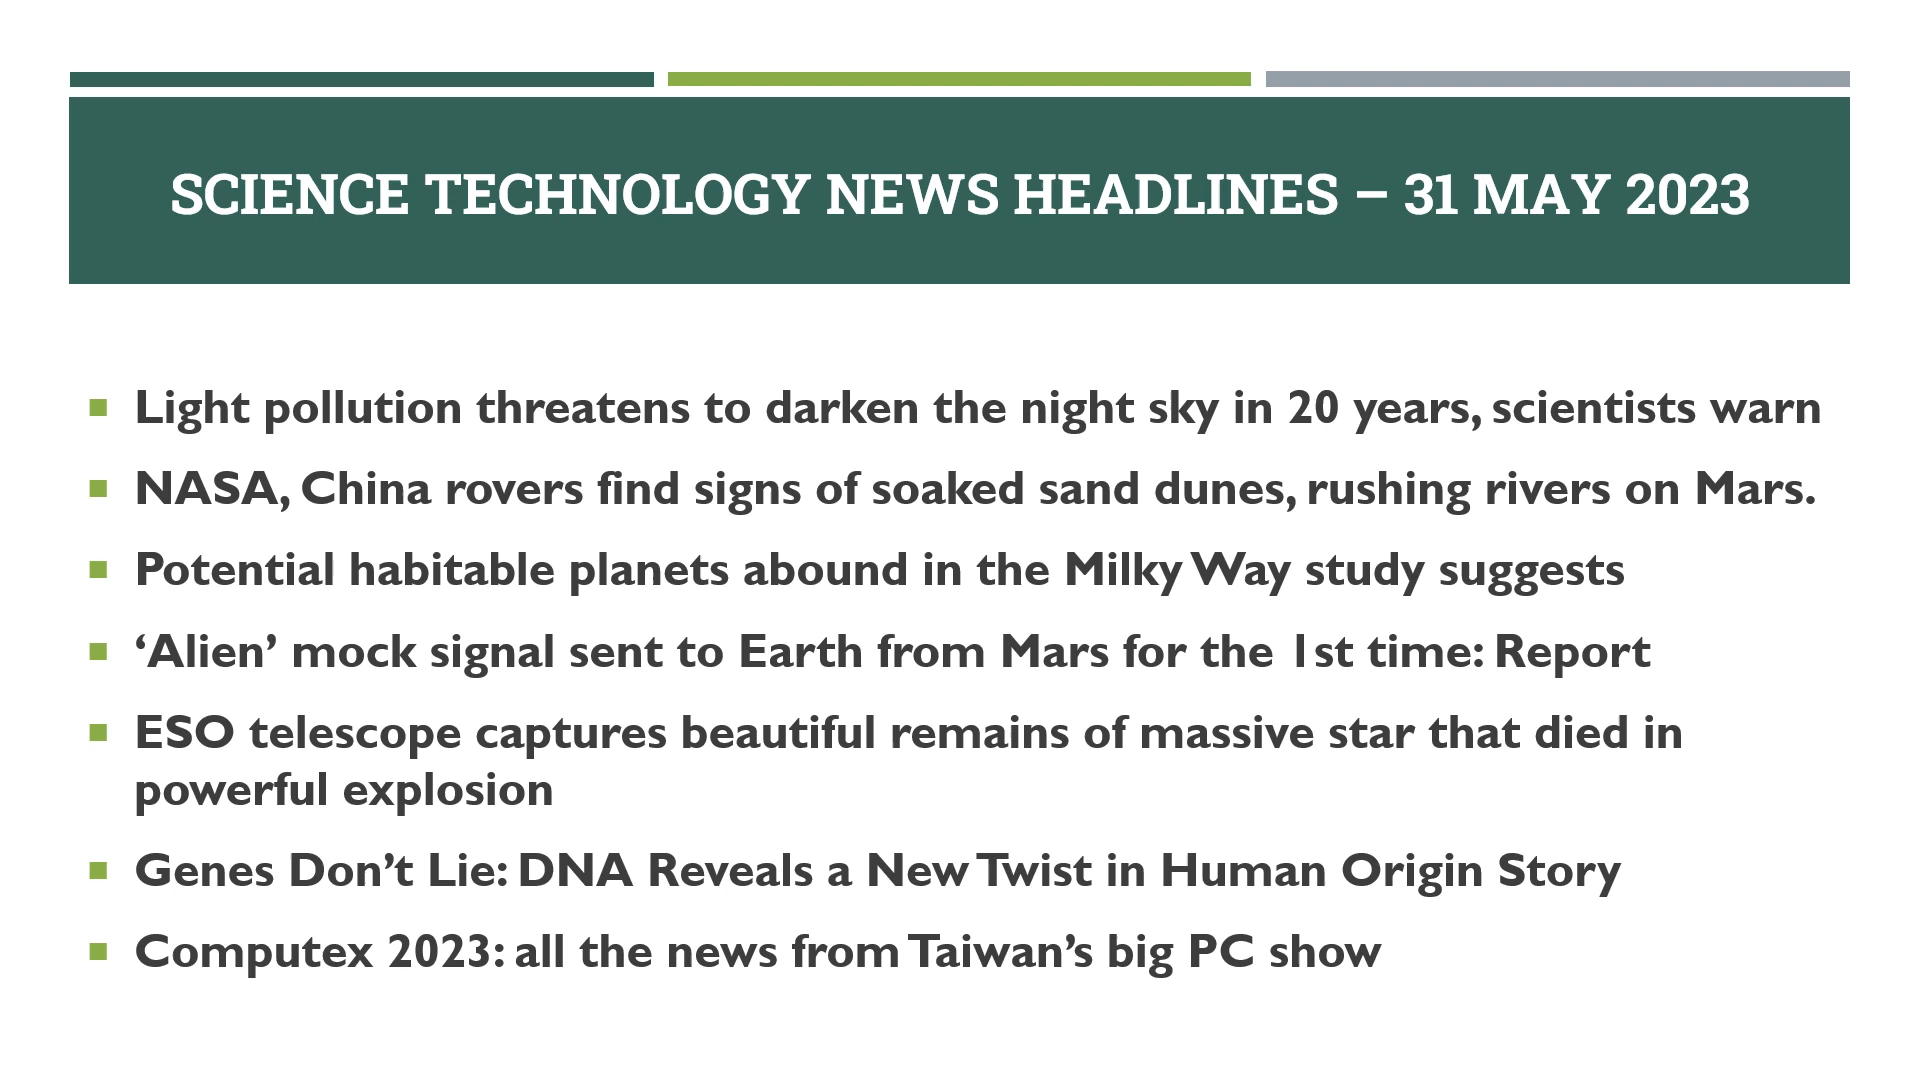 SCIENCE TECHNOLOGY NEWS HEADLINES – 31 MAY 2023
Light pollution threatens to darken the night sky in 20 years, scientists warn
NASA, China rovers find signs of soaked sand dunes, rushing rivers on Mars.
Potential habitable planets abound in the Milky Way study suggests
‘Alien’ mock signal sent to Earth from Mars for the 1st time: Report
ESO telescope captures beautiful remains of massive star that died in
powerful explosion
Genes Don’t Lie: DNA Reveals a New Twist in Human Origin Story
Computex 2023: all the news from Taiwan’s big PC show